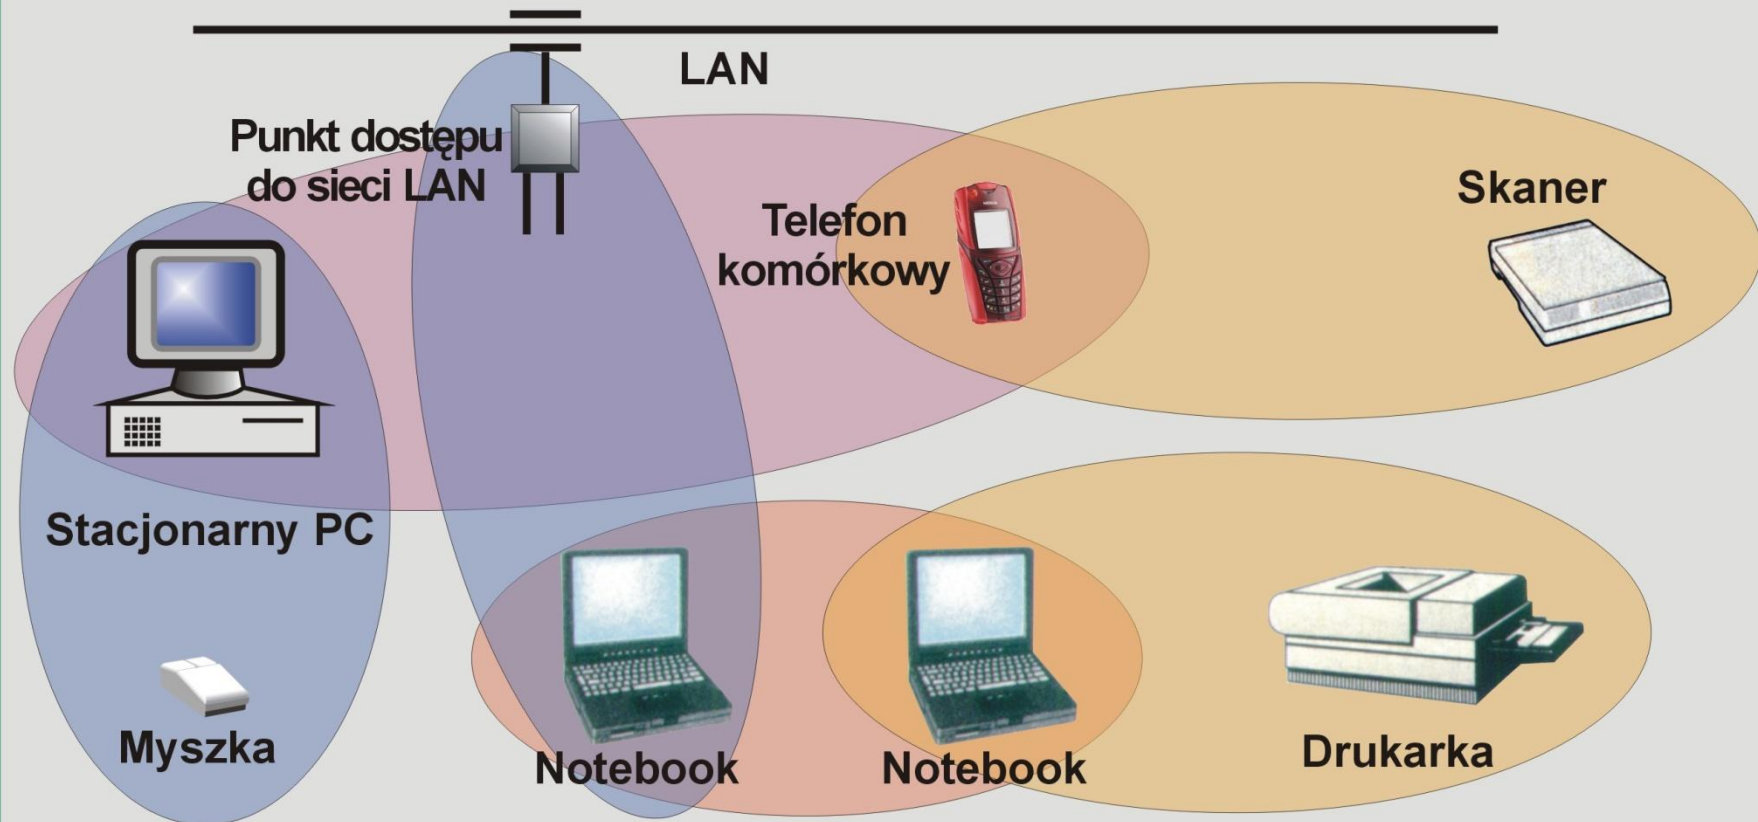 LAN
Punkt dostępu
do sieci LAN
Telefon
komórkowy
Skaner
Stacjonarny PC
Myszka
Notebook
Notebook
Drukarka